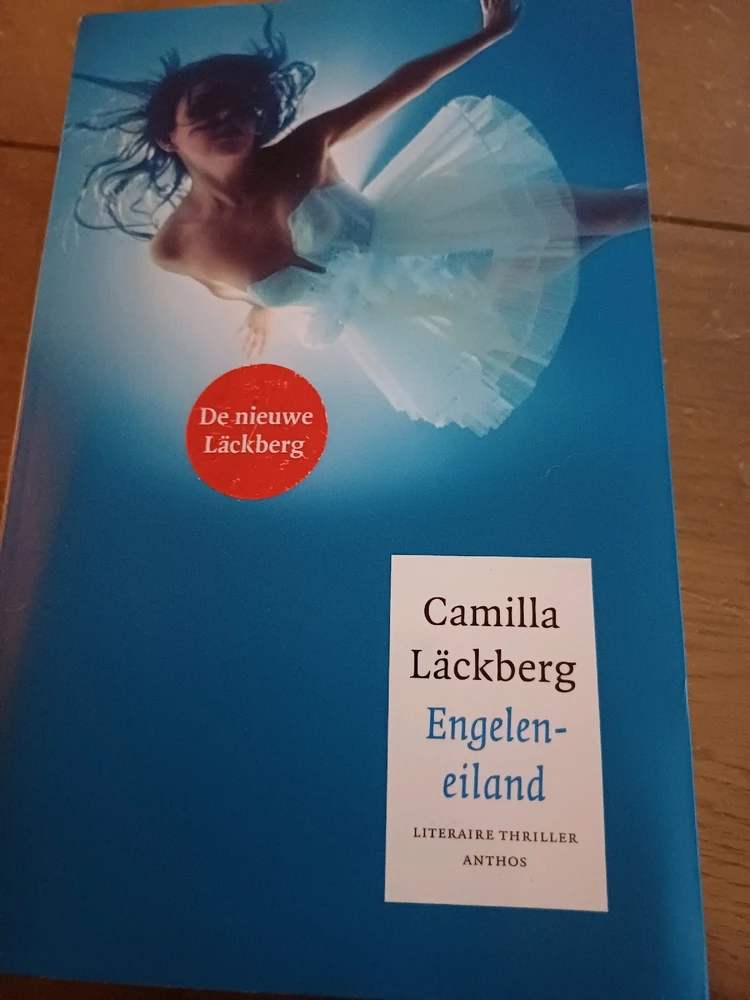 De nieuwe
Läckberg
Camilla
Läckberg
Engelen-
eiland
LITERAIRE THRILLER
ANTHOS